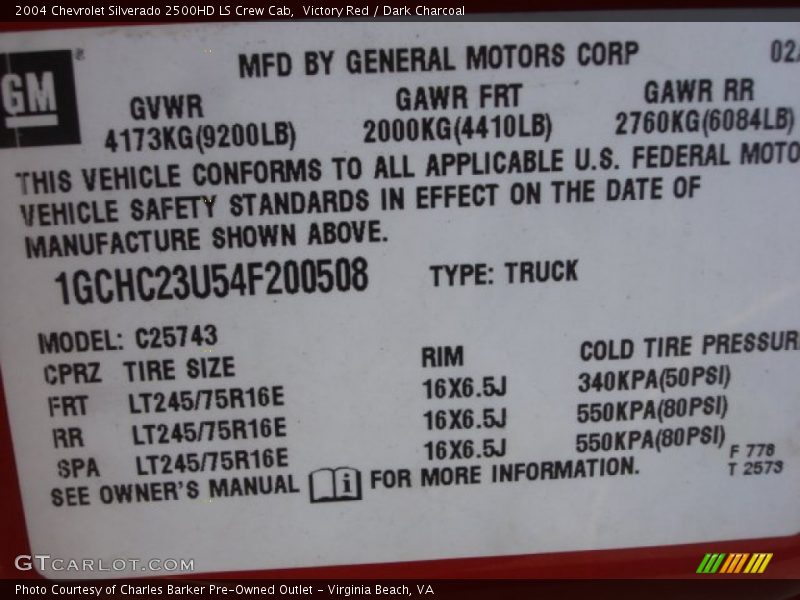 2004 Chevrolet Silverado 2500HD LS Crew Cab,  Victory Red / Dark Charcoal
GM®
MFD BY GENERAL MOTORS CORP 02/
GVWR GAWR FRT GAWR RR
4173KG(9200LB) 2000KG(4410LB) 2760KG(6084LB)
THIS VEHICLE CONFORMS TO ALL APPLICABLE U.S. FEDERAL MOTO
VEHICLE SAFETY STANDARDS IN EFFECT ON THE DATE OF
MANUFACTURE SHOWN ABOVE.
1GCHC23U54F200508 TYPE: TRUCK
MODEL: C25743
CPRZ TIRE SIZE RIM COLD TIRE PRESSUR
FRT LT245/75R16E 16X6.5J 340KPA(50PSI)
RR LT245/75R16E 16X6.5J 550KPA(80PSI)
SPA LT245/75R16E 16X6.5J 550KPA(80PSI)
SEE OWNER'S MANUAL i FOR MORE INFORMATION.
F 778
T 2573
GTCARLOT.COM
Photo Courtesy of Charles Barker Pre-Owned Outlet - Virginia Beach, VA